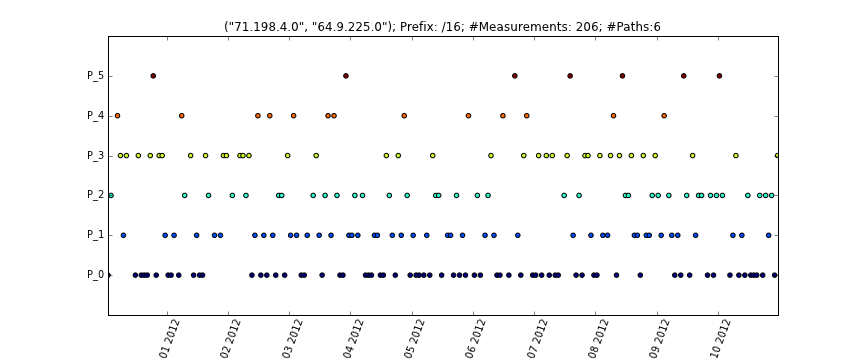 ("71.198.4.0", "64.9.225.0"); Prefix: /16; #Measurements: 206; #Paths:6
P_5
P_4
P_3
P_2
P_1
P_0
01 2012
02 2012
03 2012
04 2012
05 2012
06 2012
07 2012
08 2012
09 2012
10 2012